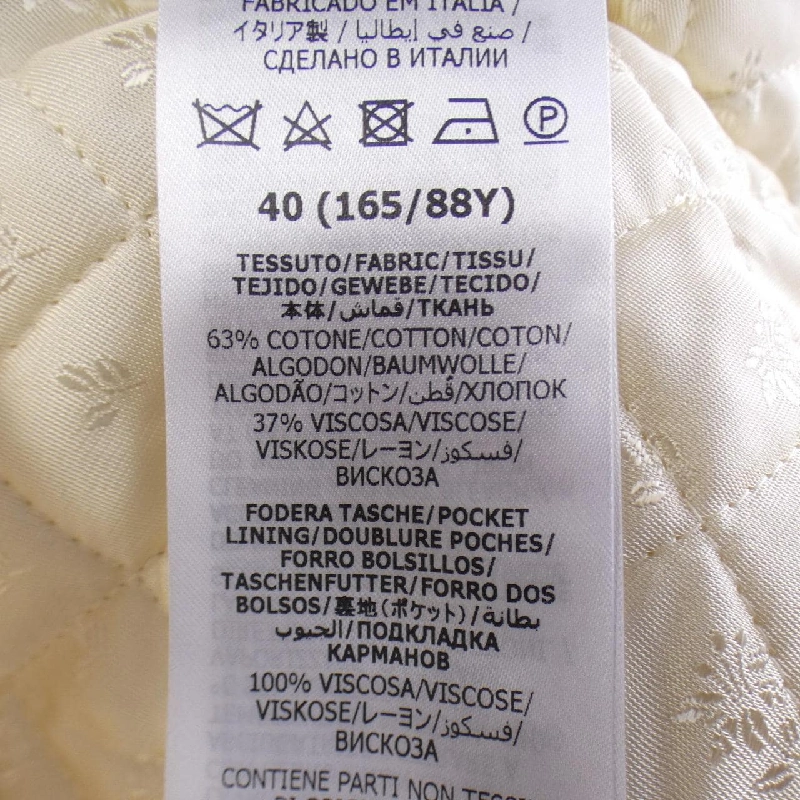 FABRICADO EM ITALIA /
イタリア製 / صنع في إيطاليا /
СДЕЛАНО В ИТАЛИИ
P
40 (165/88Y)
TESSUTO/FABRIC/TISSU/
TEJIDO/GEWEBE/TECIDO/
本体/قماش/ТКАНЬ
63% COTONE/COTTON/COTON/
ALGODON/BAUMWOLLE/
ALGODÃO/コットン/قطن/ХЛОПОК
37% VISCOSA/VISCOSE/
VISKOSE/レーヨン/فسكوز/
ВИСКОЗА
FODERA TASCHE/POCKET
LINING/DOUBLURE POCHES/
FORRO BOLSILLOS/
TASCHENFUTTER/FORRO DOS
BOLSOS/裏地(ポケット)/بطانة
الجيوب/ПОДКЛАДКА
КАРМАНОВ
100% VISCOSA/VISCOSE/
VISKOSE/レーヨン/فسكوز/
ВИСКОЗА
CONTIENE PARTI NON